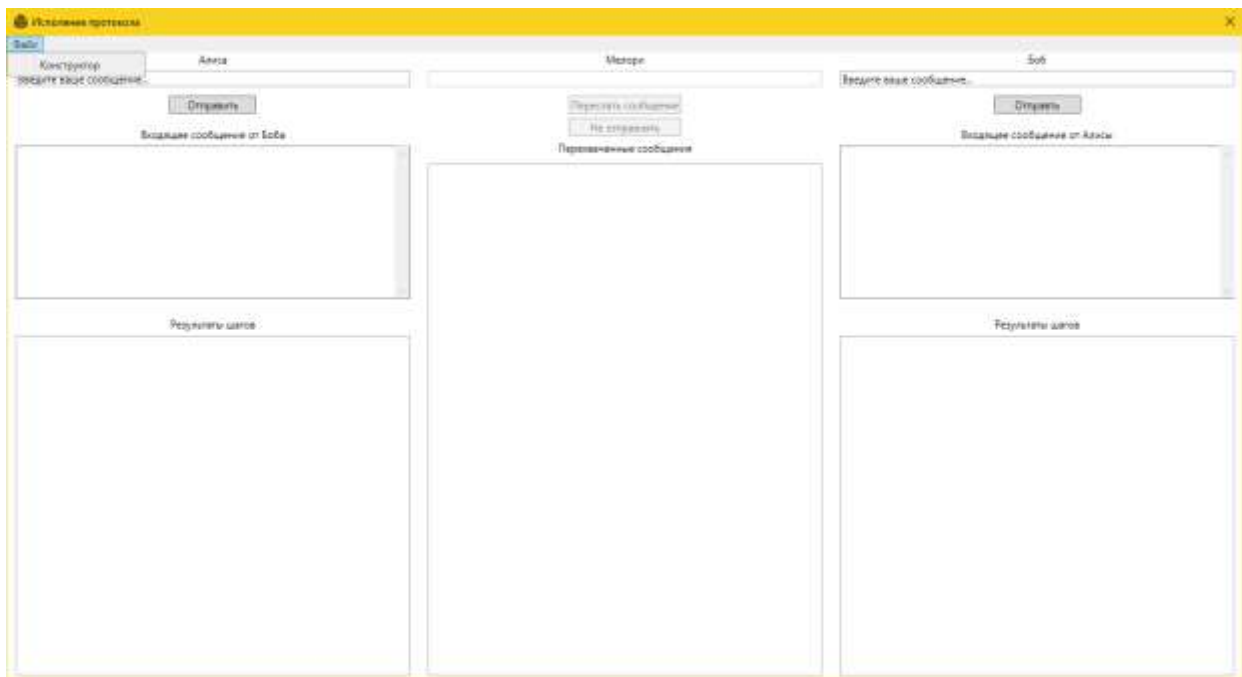 Исполнение протокола
Файл
Конструктор
Алиса
Мелори
Боб
Введите ваше сообщение...
Введите ваше сообщение...
Отправить
Переслать сообщение
Отправить
Не отправлять
Входящее сообщение от Боба
Перехваченные сообщения
Входящее сообщение от Алисы
Результаты шагов
Результаты шагов